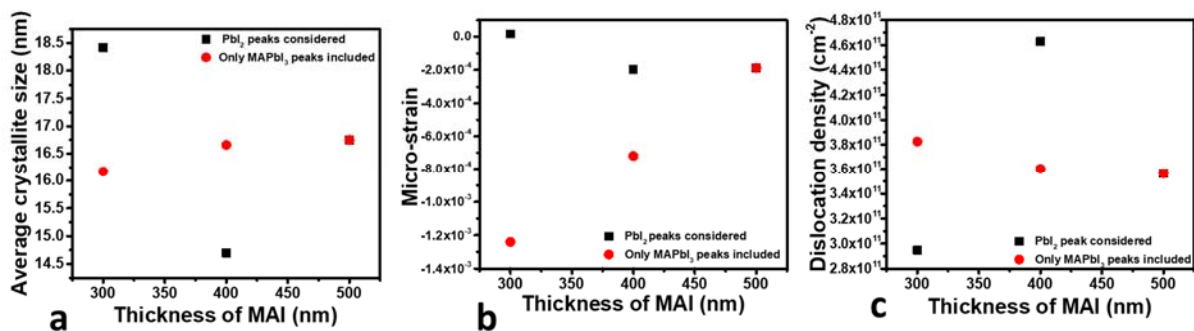 Average crystallite size (nm)
18.5
18.0
17.5
17.0
16.5
16.0
15.5
15.0
14.5
PbI₂ peaks considered
Only MAPbI₃ peaks included
300 350 400 450 500
Thickness of MAI (nm)
a
Micro-strain
0.0
-2.0x10⁻⁴
-4.0x10⁻⁴
-6.0x10⁻⁴
-8.0x10⁻⁴
-1.0x10⁻³
-1.2x10⁻³
-1.4x10⁻³
PbI₂ peaks considered
Only MAPbI₃ peaks included
300 350 400 450 500
Thickness of MAI (nm)
b
Dislocation density (cm⁻²)
4.8x10¹¹
4.6x10¹¹
4.4x10¹¹
4.2x10¹¹
4.0x10¹¹
3.8x10¹¹
3.6x10¹¹
3.4x10¹¹
3.2x10¹¹
3.0x10¹¹
2.8x10¹¹
PbI₂ peak considered
Only MAPbI₃ peaks included
300 350 400 450 500
Thickness of MAI (nm)
c